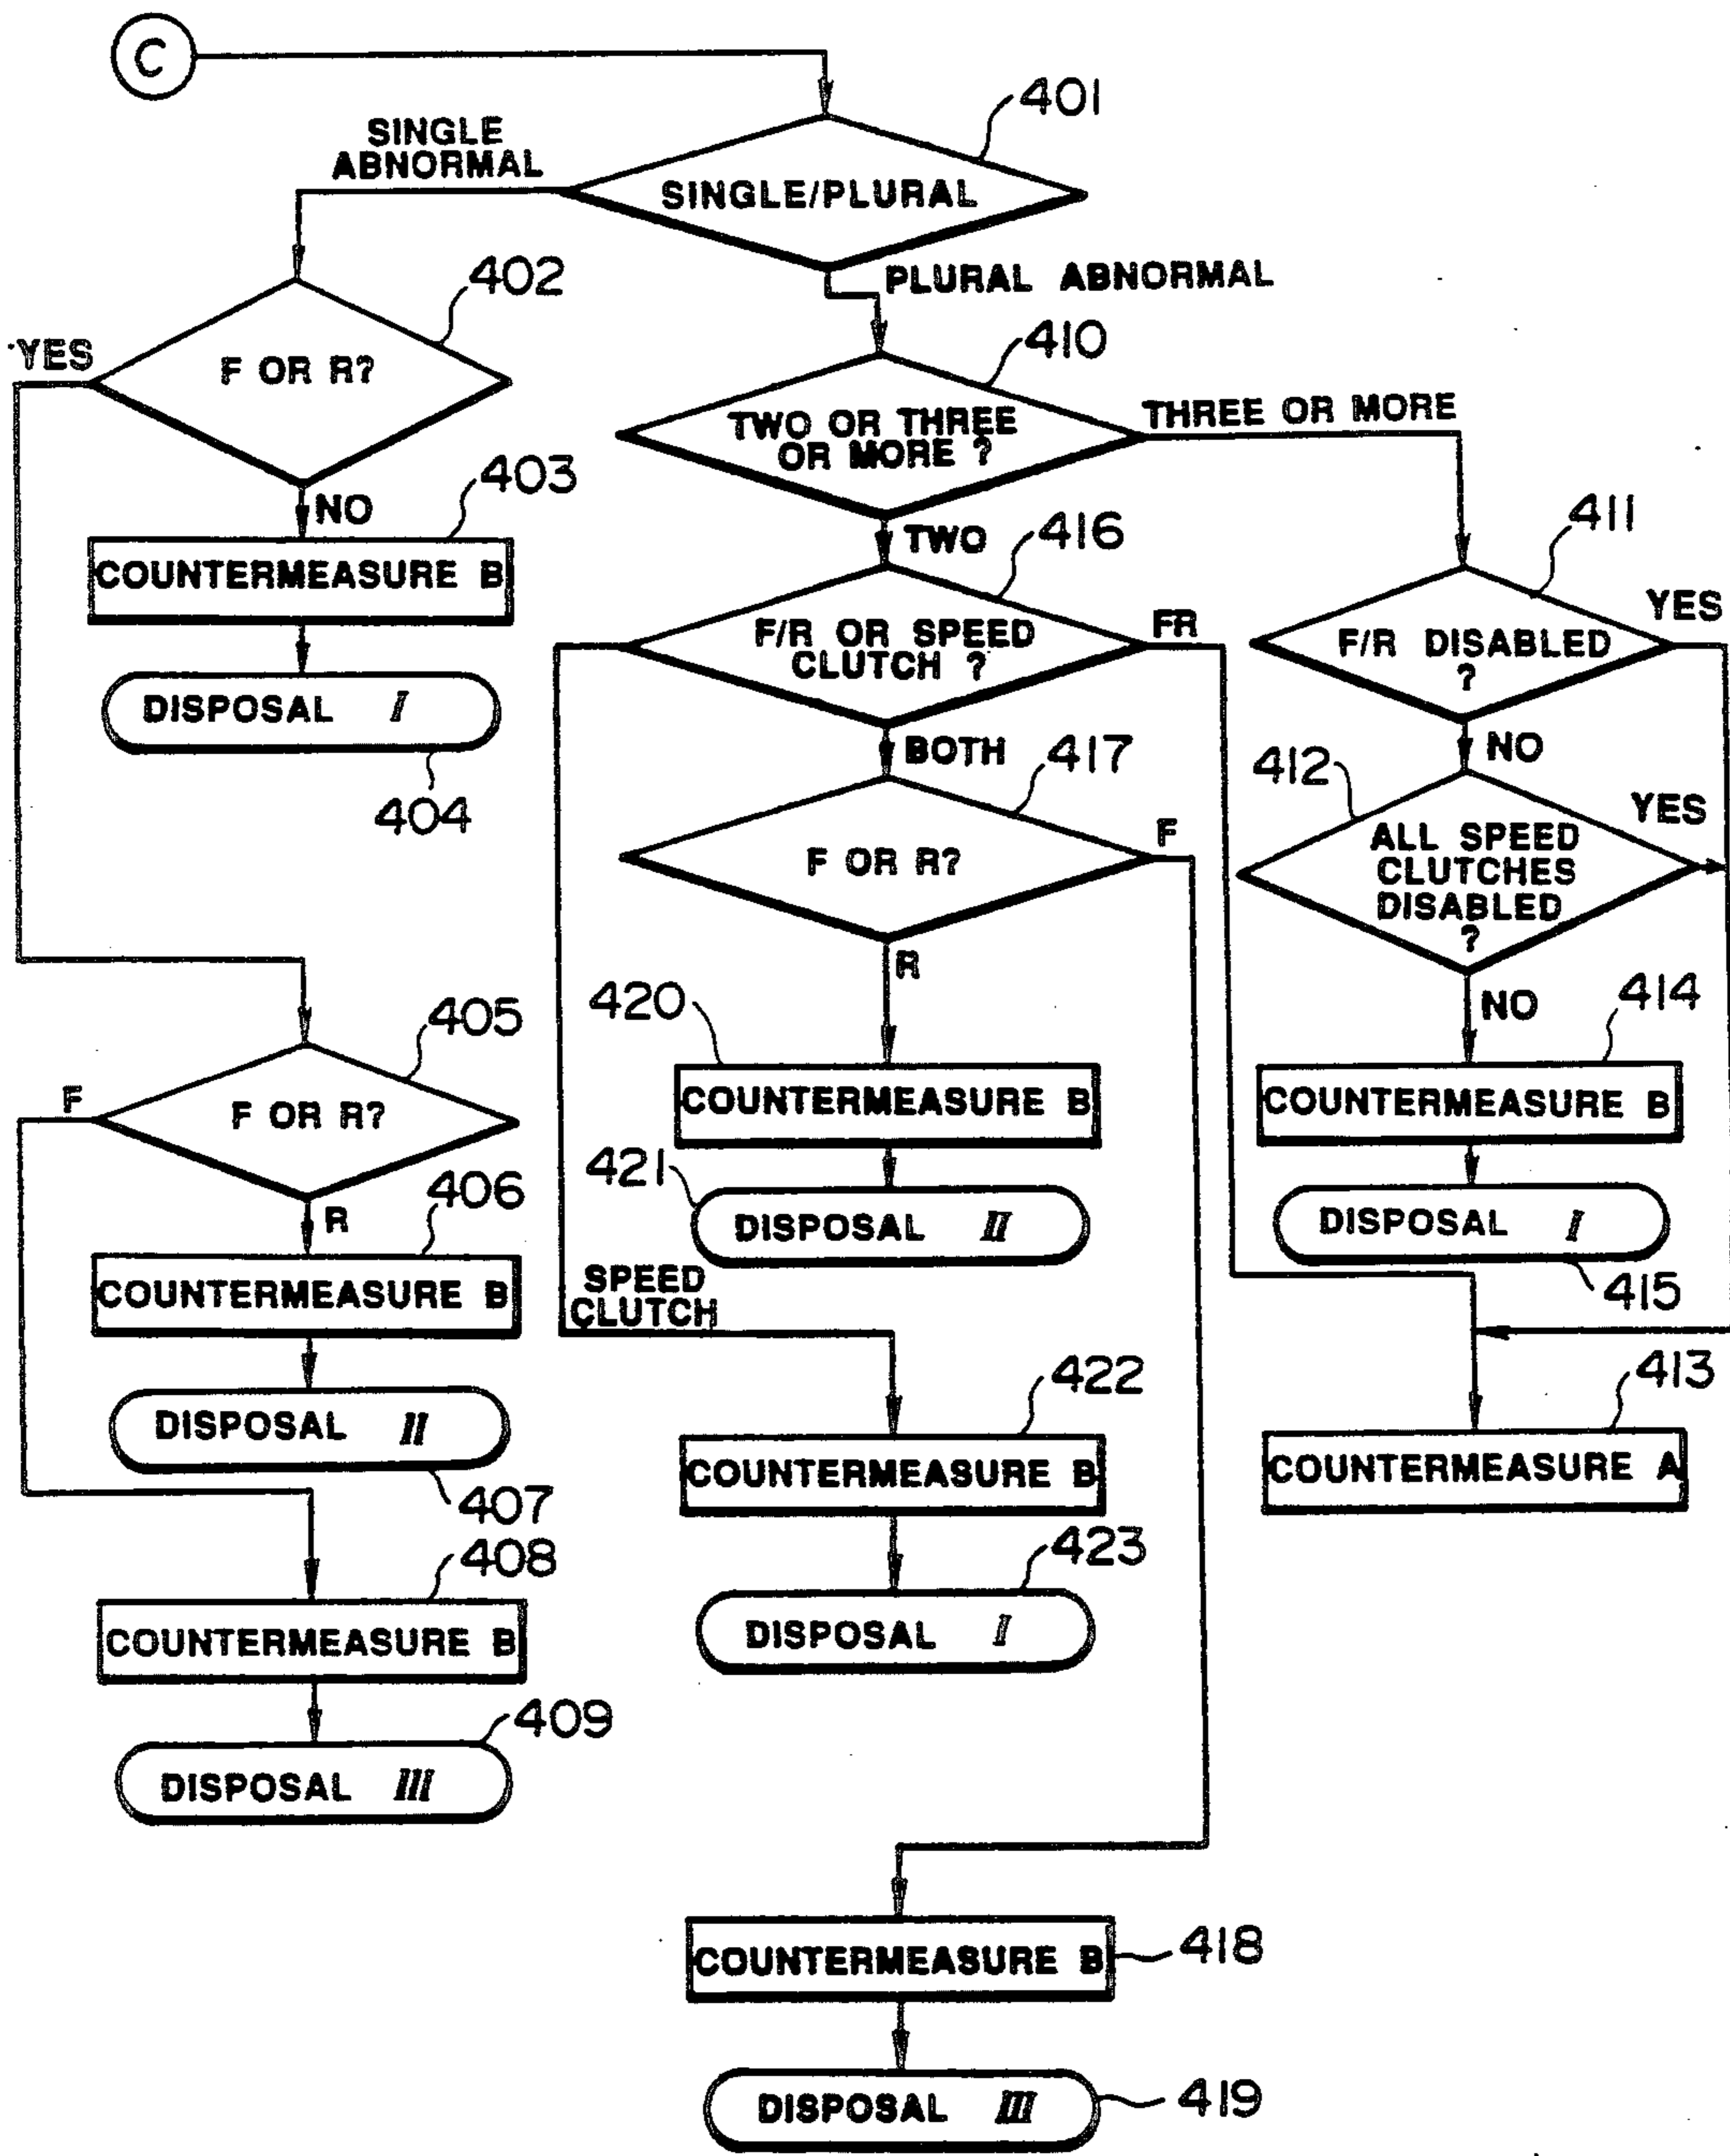 C
401
SINGLE
ABNORMAL
SINGLE/PLURAL
402
PLURAL ABNORMAL
YES
F OR R?
410
TWO OR THREE
OR MORE ?
THREE OR MORE
403
NO
COUNTERMEASURE B
TWO
416
411
F/R OR SPEED
CLUTCH ?
FR
F/R DISABLED
?
YES
DISPOSAL I
404
BOTH
417
NO
412
F OR R?
F
ALL SPEED
CLUTCHES
DISABLED
?
YES
R
420
NO
414
405
F
F OR R?
COUNTERMEASURE B
COUNTERMEASURE B
421
DISPOSAL II
DISPOSAL I
415
406
R
COUNTERMEASURE B
SPEED
CLUTCH
422
413
DISPOSAL II
407
COUNTERMEASURE B
COUNTERMEASURE A
408
423
COUNTERMEASURE B
DISPOSAL I
409
DISPOSAL III
COUNTERMEASURE B
418
DISPOSAL III
419